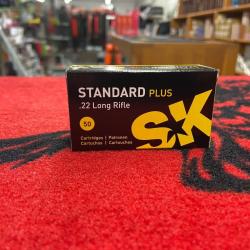 STANDARD PLUS
.22 Long Rifle
50
SK
Cartridges | Patronen
Cartuchos | Cartouches